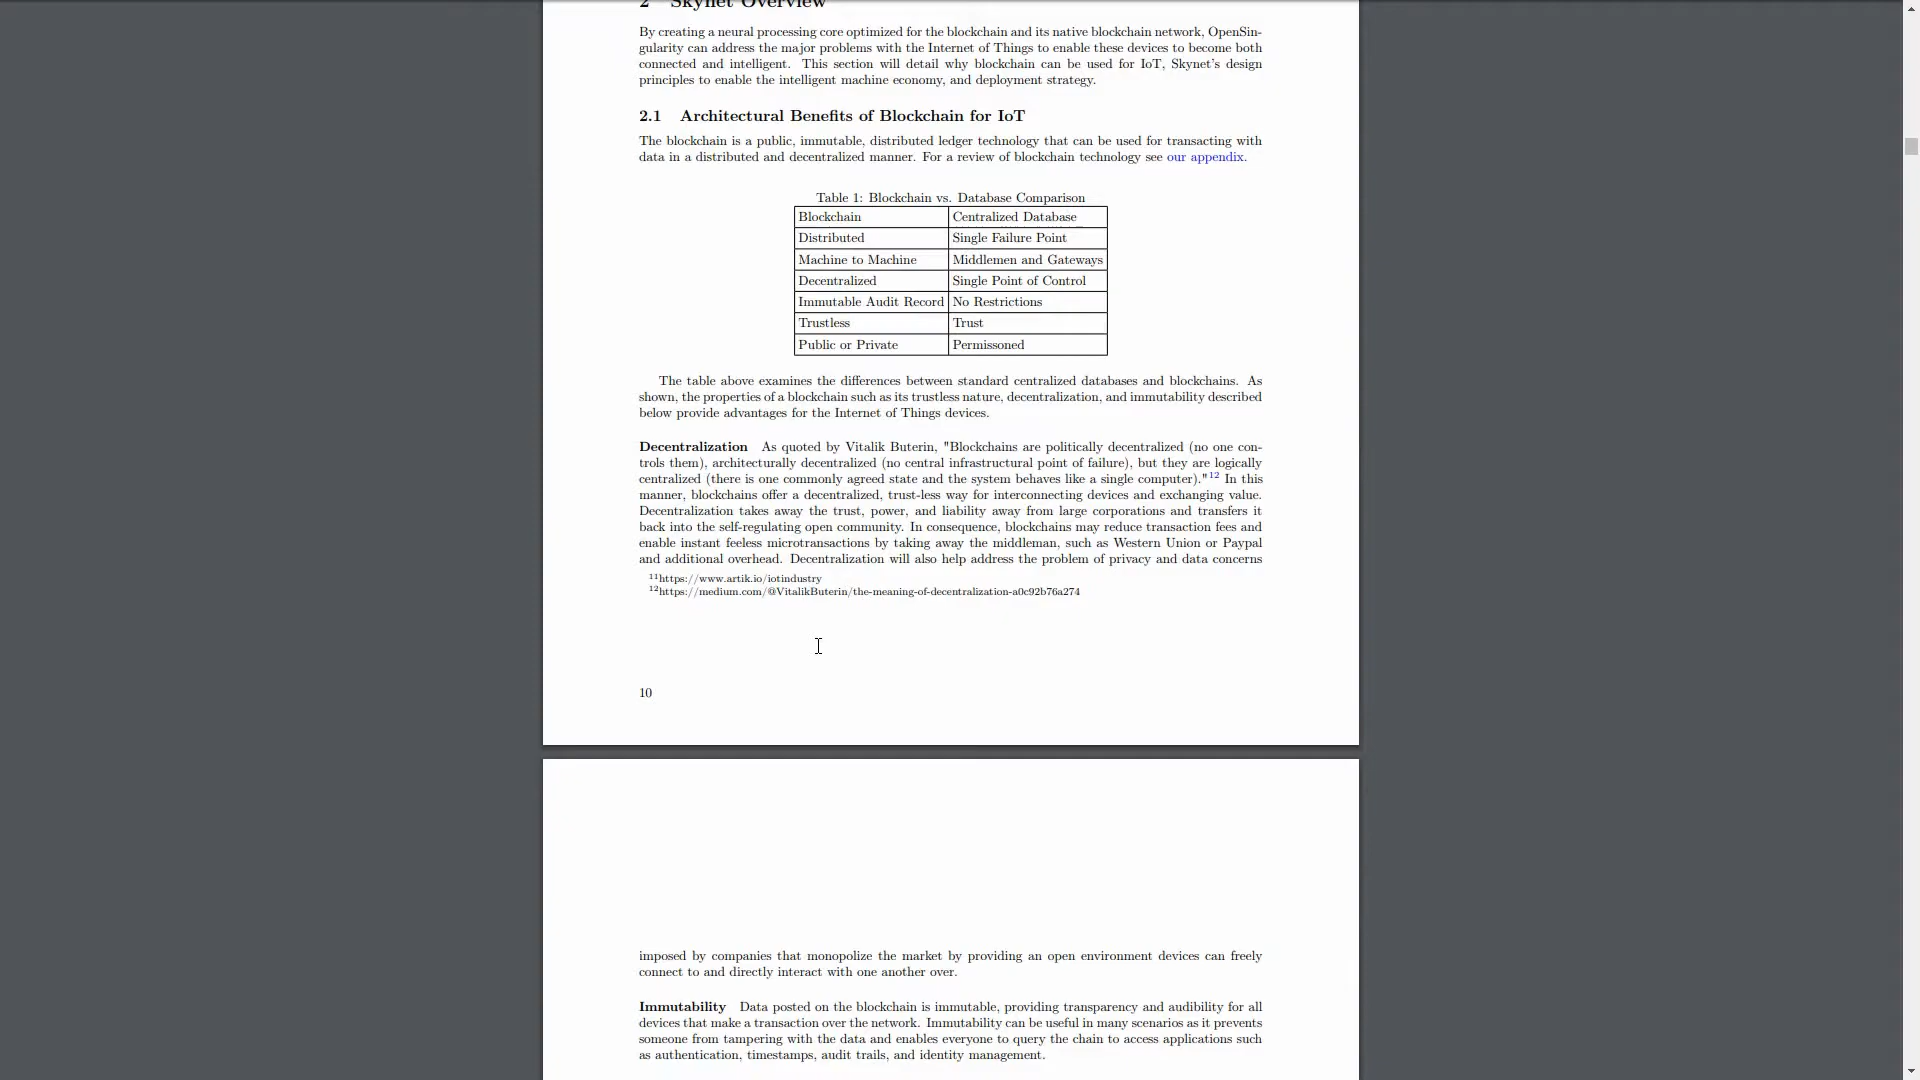 2 Skynet Overview
By creating a neural processing core optimized for the blockchain and its native blockchain network, OpenSin-
gularity can address the major problems with the Internet of Things to enable these devices to become both
connected and intelligent. This section will detail why blockchain can be used for IoT, Skynet's design
principles to enable the intelligent machine economy, and deployment strategy.
2.1 Architectural Benefits of Blockchain for IoT
The blockchain is a public, immutable, distributed ledger technology that can be used for transacting with
data in a distributed and decentralized manner. For a review of blockchain technology see our appendix.
Table 1: Blockchain vs. Database Comparison
Blockchain Centralized Database
Distributed Single Failure Point
Machine to Machine Middlemen and Gateways
Decentralized Single Point of Control
Immutable Audit Record No Restrictions
Trustless Trust
Public or Private Permissoned
The table above examines the differences between standard centralized databases and blockchains. As
shown, the properties of a blockchain such as its trustless nature, decentralization, and immutability described
below provide advantages for the Internet of Things devices.
Decentralization As quoted by Vitalik Buterin, "Blockchains are politically decentralized (no one con-
trols them), architecturally decentralized (no central infrastructural point of failure), but they are logically
centralized (there is one commonly agreed state and the system behaves like a single computer)."12 In this
manner, blockchains offer a decentralized, trust-less way for interconnecting devices and exchanging value.
Decentralization takes away the trust, power, and liability away from large corporations and transfers it
back into the self-regulating open community. In consequence, blockchains may reduce transaction fees and
enable instant feeless microtransactions by taking away the middleman, such as Western Union or Paypal
and additional overhead. Decentralization will also help address the problem of privacy and data concerns
11https://www.artik.io/iotindustry
12https://medium.com/@VitalikButerin/the-meaning-of-decentralization-a0c92b76a274
10
imposed by companies that monopolize the market by providing an open environment devices can freely
connect to and directly interact with one another over.
Immutability Data posted on the blockchain is immutable, providing transparency and audibility for all
devices that make a transaction over the network. Immutability can be useful in many scenarios as it prevents
someone from tampering with the data and enables everyone to query the chain to access applications such
as authentication, timestamps, audit trails, and identity management.